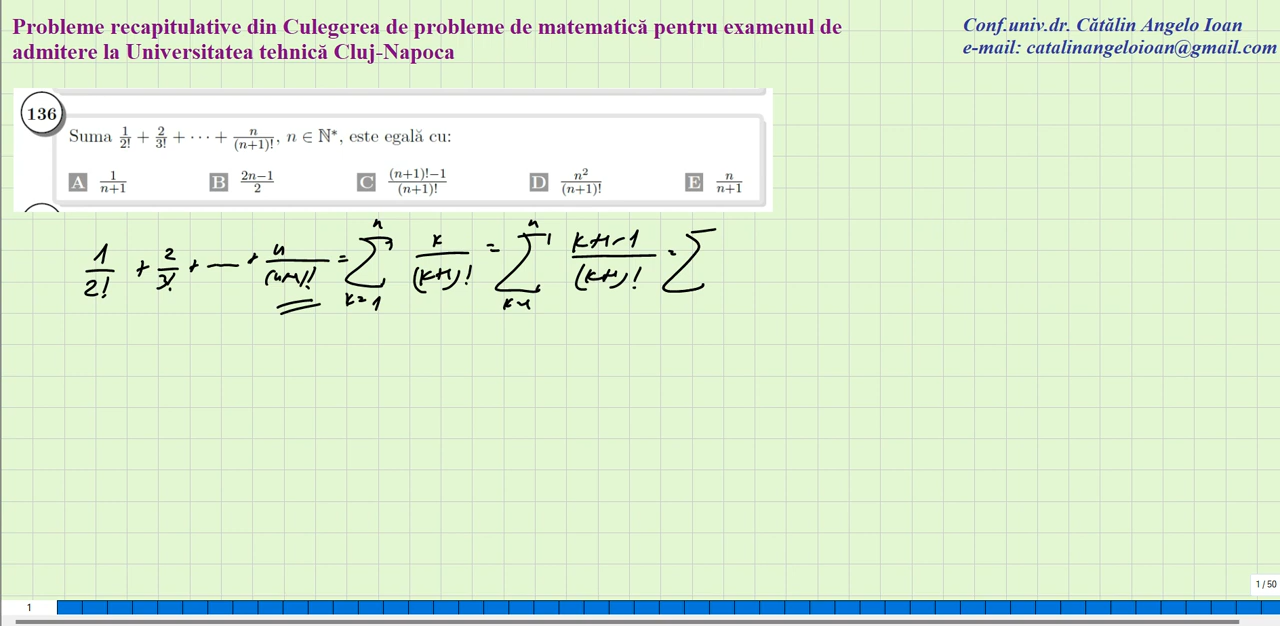 Probleme recapitulative din Culegerea de probleme de matematică pentru examenul de
admitere la Universitatea tehnică Cluj-Napoca
Conf.univ.dr. Cătălin Angelo Ioan
e-mail: catalinangeloioan@gmail.com
136
Suma 1/2! + 2/3! + ··· + n/(n+1)!, n ∈ ℕ*, este egală cu:
A 1/(n+1) B (2n−1)/2 C ((n+1)!−1)/(n+1)! D n²/(n+1)! E n/(n+1)
1/2! + 2/3! + — + n/(n+1)! = ∑_{k=1}^{n} k/(k+1)! = ∑_{k=1}^{n} (k+1−1)/(k+1)! = ∑
1/50
1